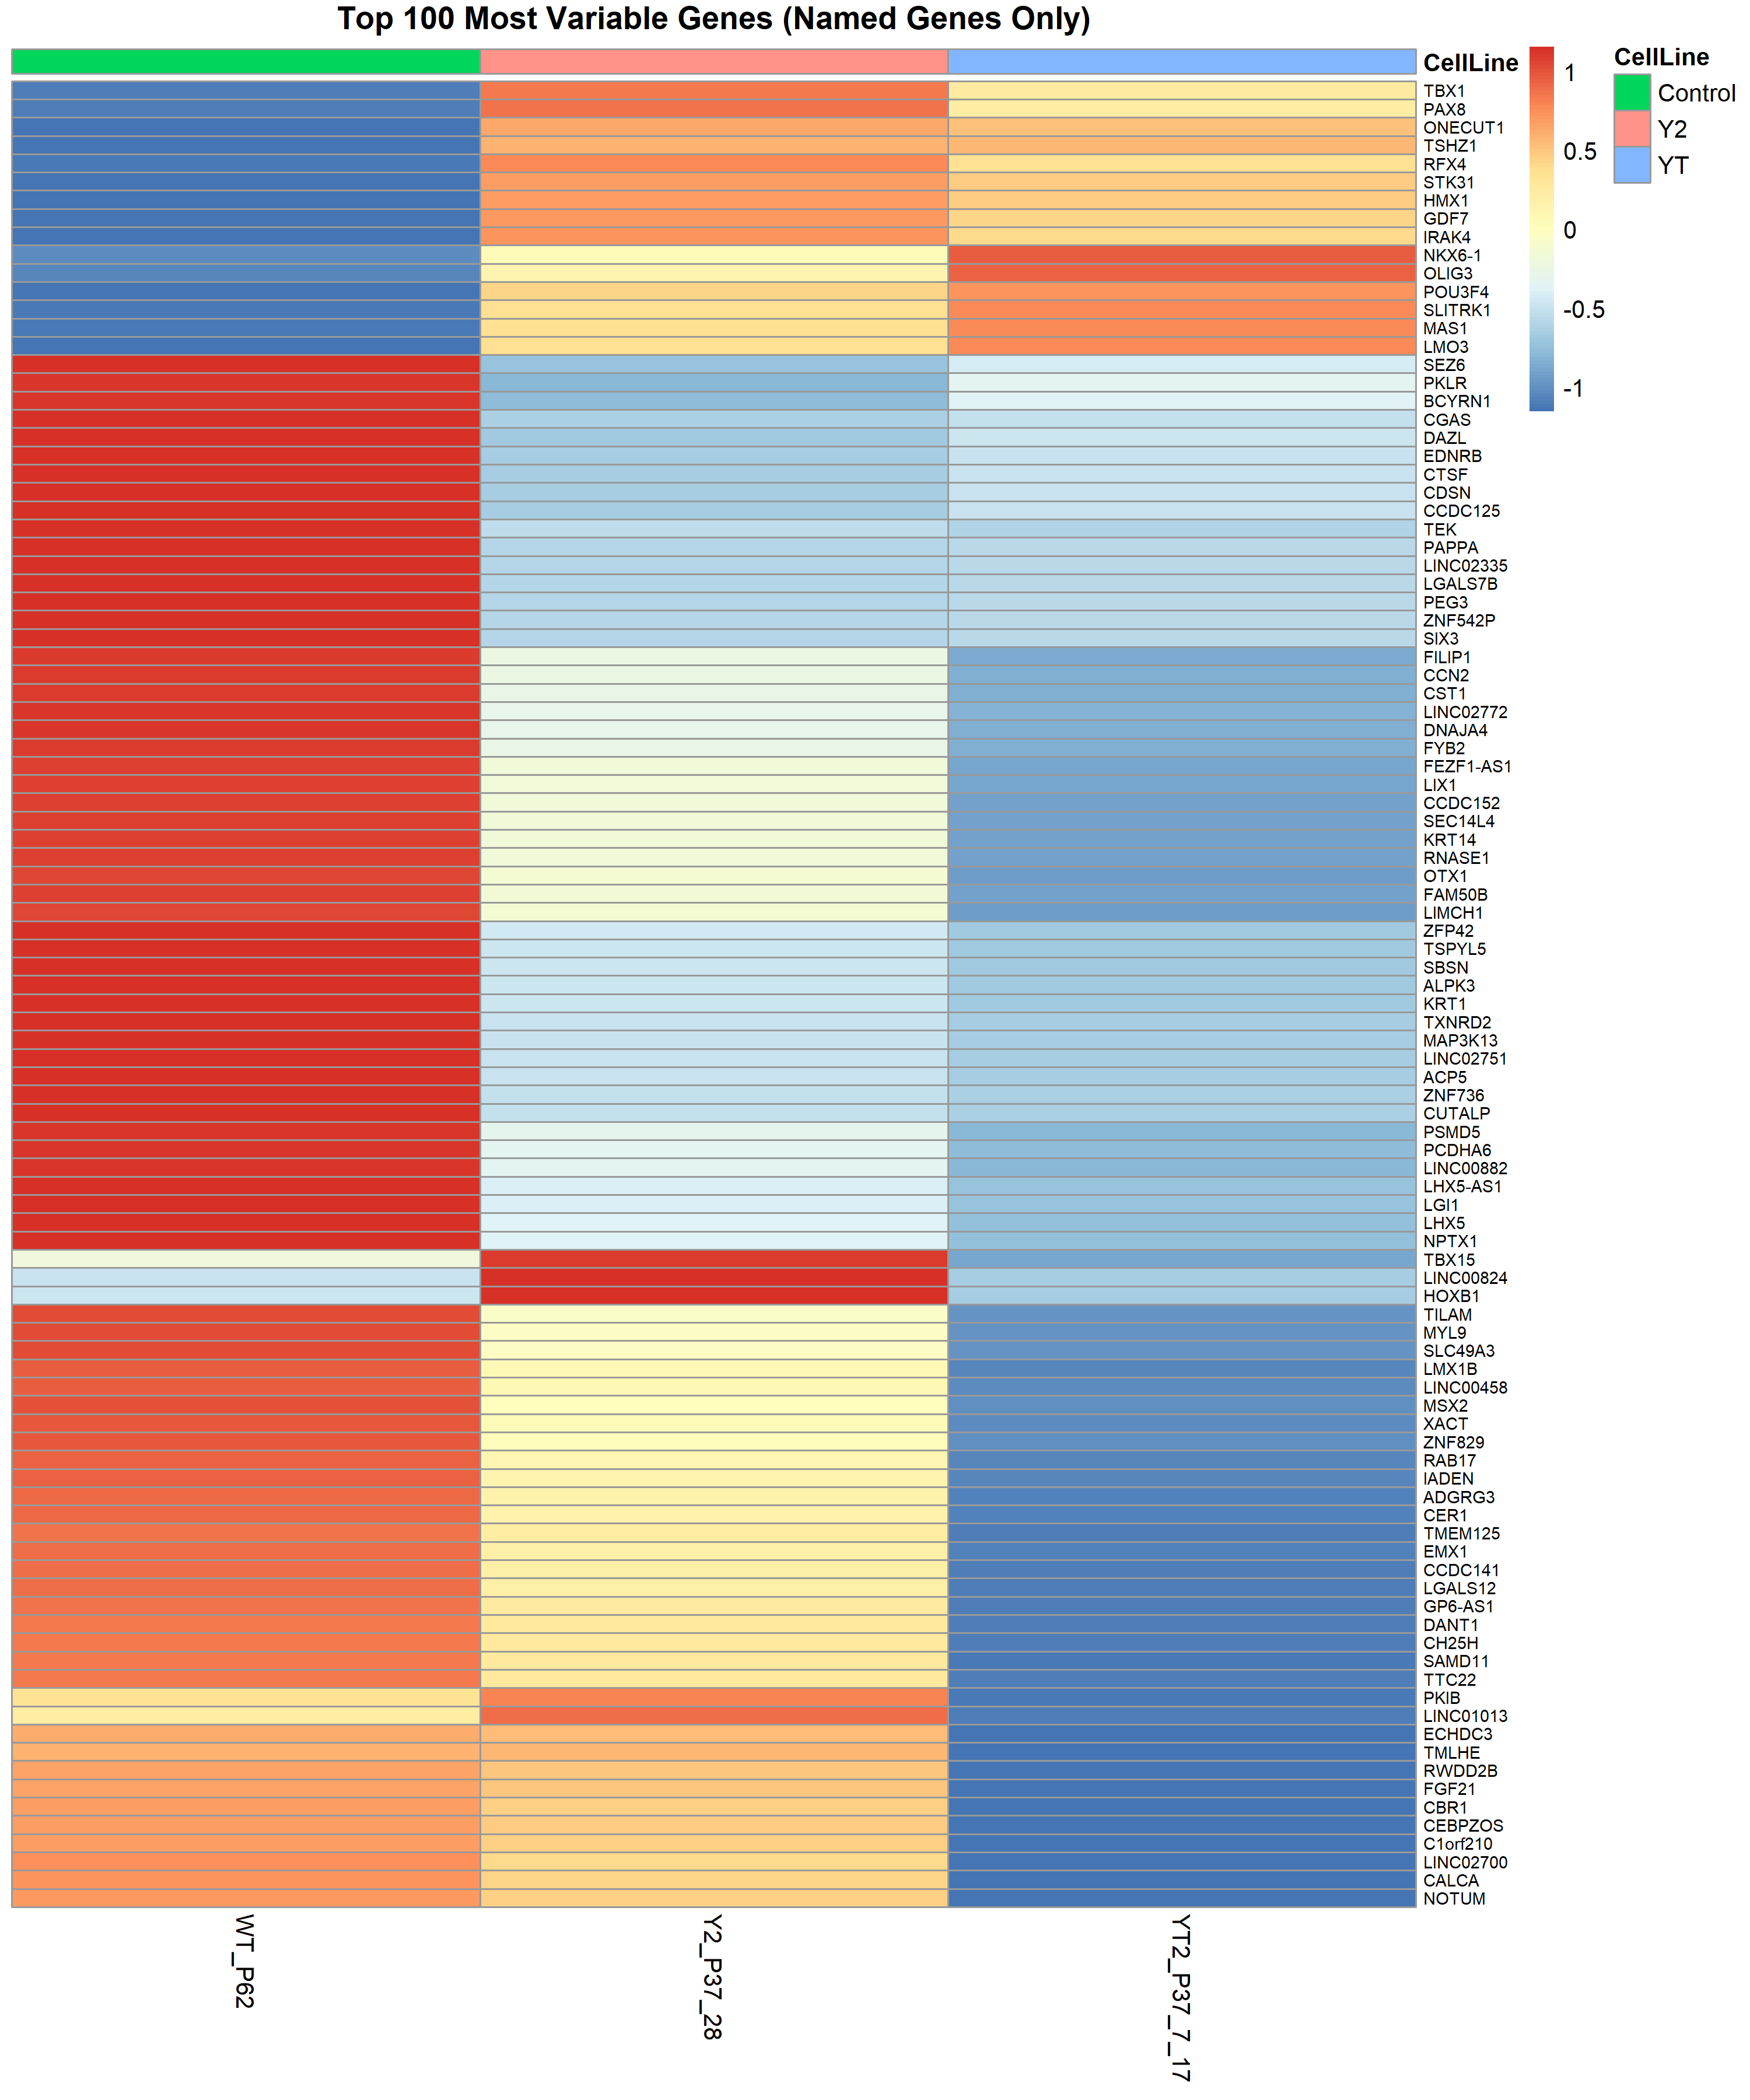 Top 100 Most Variable Genes (Named Genes Only)
CellLine
TBX1
PAX8
ONECUT1
TSHZ1
RFX4
STK31
HMX1
GDF7
IRAK4
NKX6-1
OLIG3
POU3F4
SLITRK1
MAS1
LMO3
SEZ6
PKLR
BCYRN1
CGAS
DAZL
EDNRB
CTSF
CDSN
CCDC125
TEK
PAPPA
LINC02335
LGALS7B
PEG3
ZNF542P
SIX3
FILIP1
CCN2
CST1
LINC02772
DNAJA4
FYB2
FEZF1-AS1
LIX1
CCDC152
SEC14L4
KRT14
RNASE1
OTX1
FAM50B
LIMCH1
ZFP42
TSPYL5
SBSN
ALPK3
KRT1
TXNRD2
MAP3K13
LINC02751
ACP5
ZNF736
CUTALP
PSMD5
PCDHA6
LINC00882
LHX5-AS1
LGI1
LHX5
NPTX1
TBX15
LINC00824
HOXB1
TILAM
MYL9
SLC49A3
LMX1B
LINC00458
MSX2
XACT
ZNF829
RAB17
IADEN
ADGRG3
CER1
TMEM125
EMX1
CCDC141
LGALS12
GP6-AS1
DANT1
CH25H
SAMD11
TTC22
PKIB
LINC01013
ECHDC3
TMLHE
RWDD2B
FGF21
CBR1
CEBPZOS
C1orf210
LINC02700
CALCA
NOTUM
1
0.5
0
-0.5
-1
CellLine
Control
Y2
YT
WT_P62
Y2_P37_28
YT2_P37_7_17